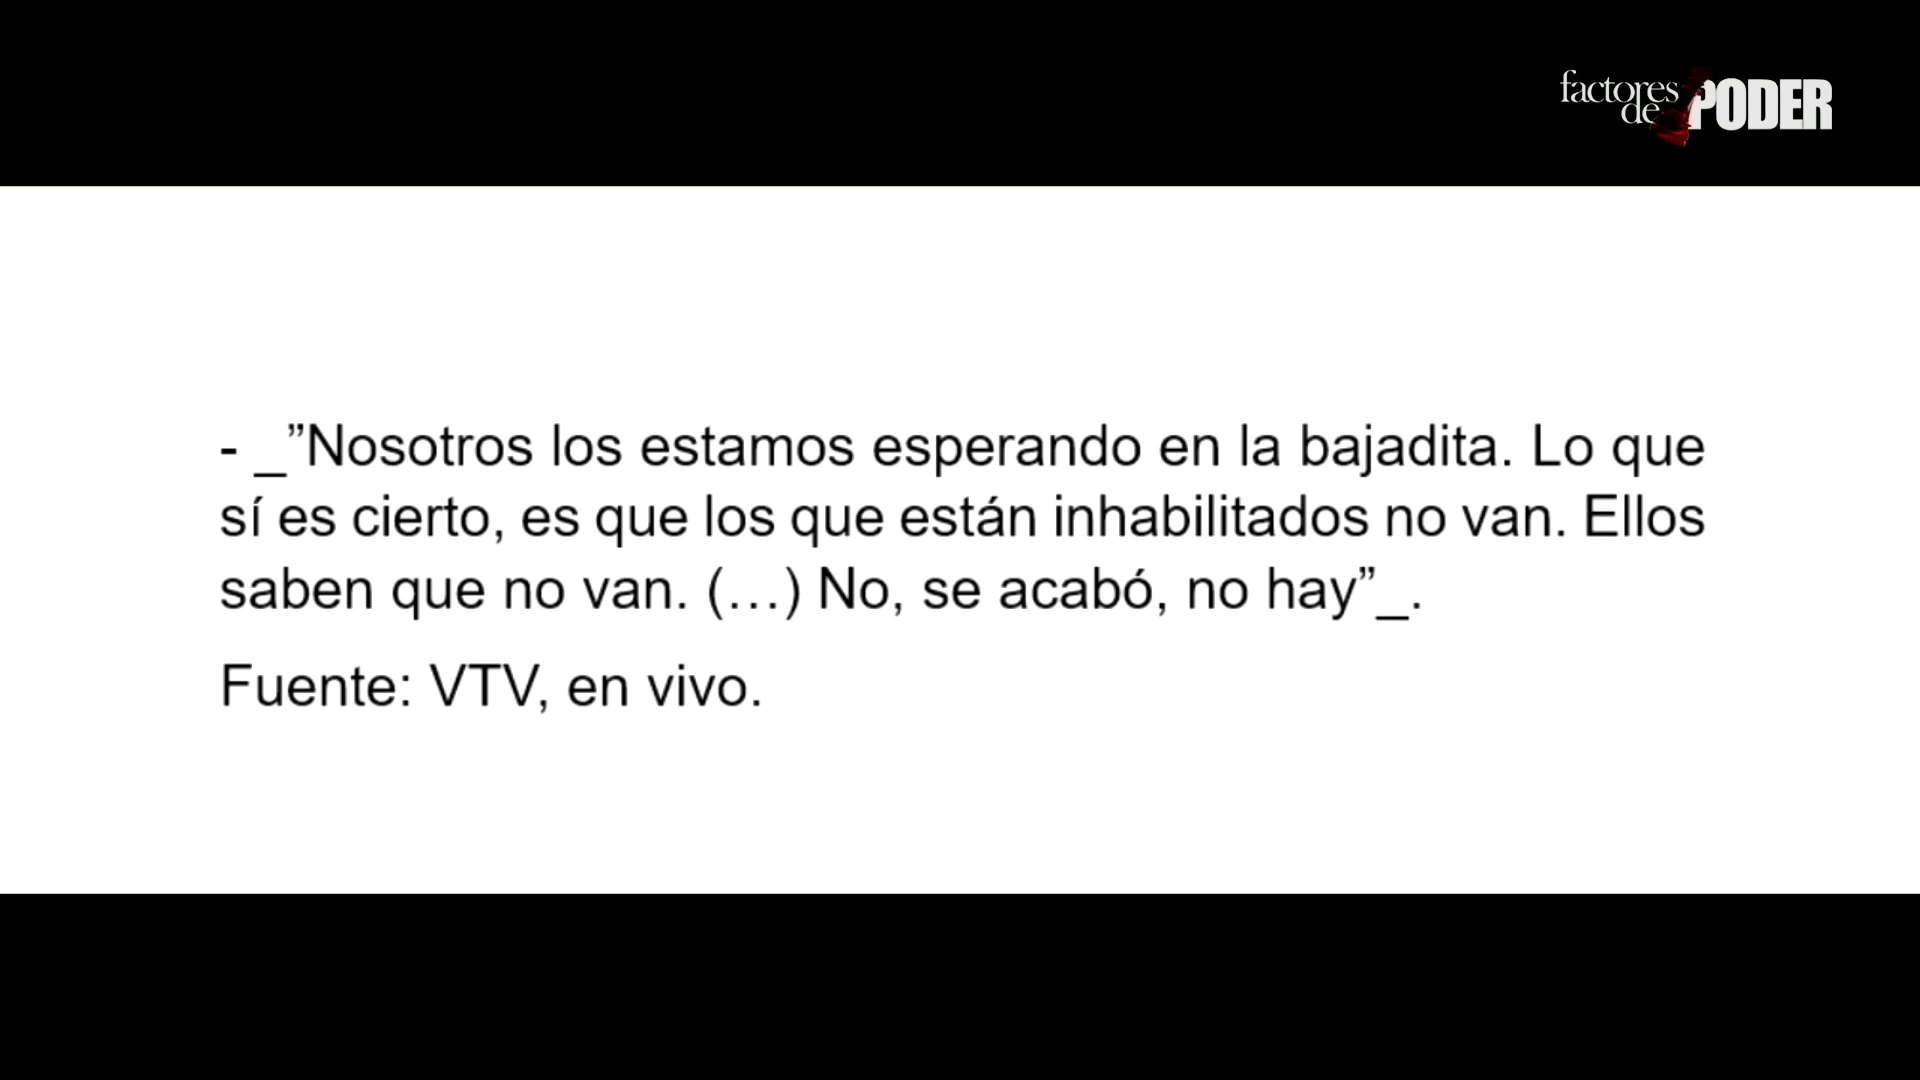 factores
de PODER
- _”Nosotros los estamos esperando en la bajadita. Lo que
sí es cierto, es que los que están inhabilitados no van. Ellos
saben que no van. (…) No, se acabó, no hay”_.
Fuente: VTV, en vivo.